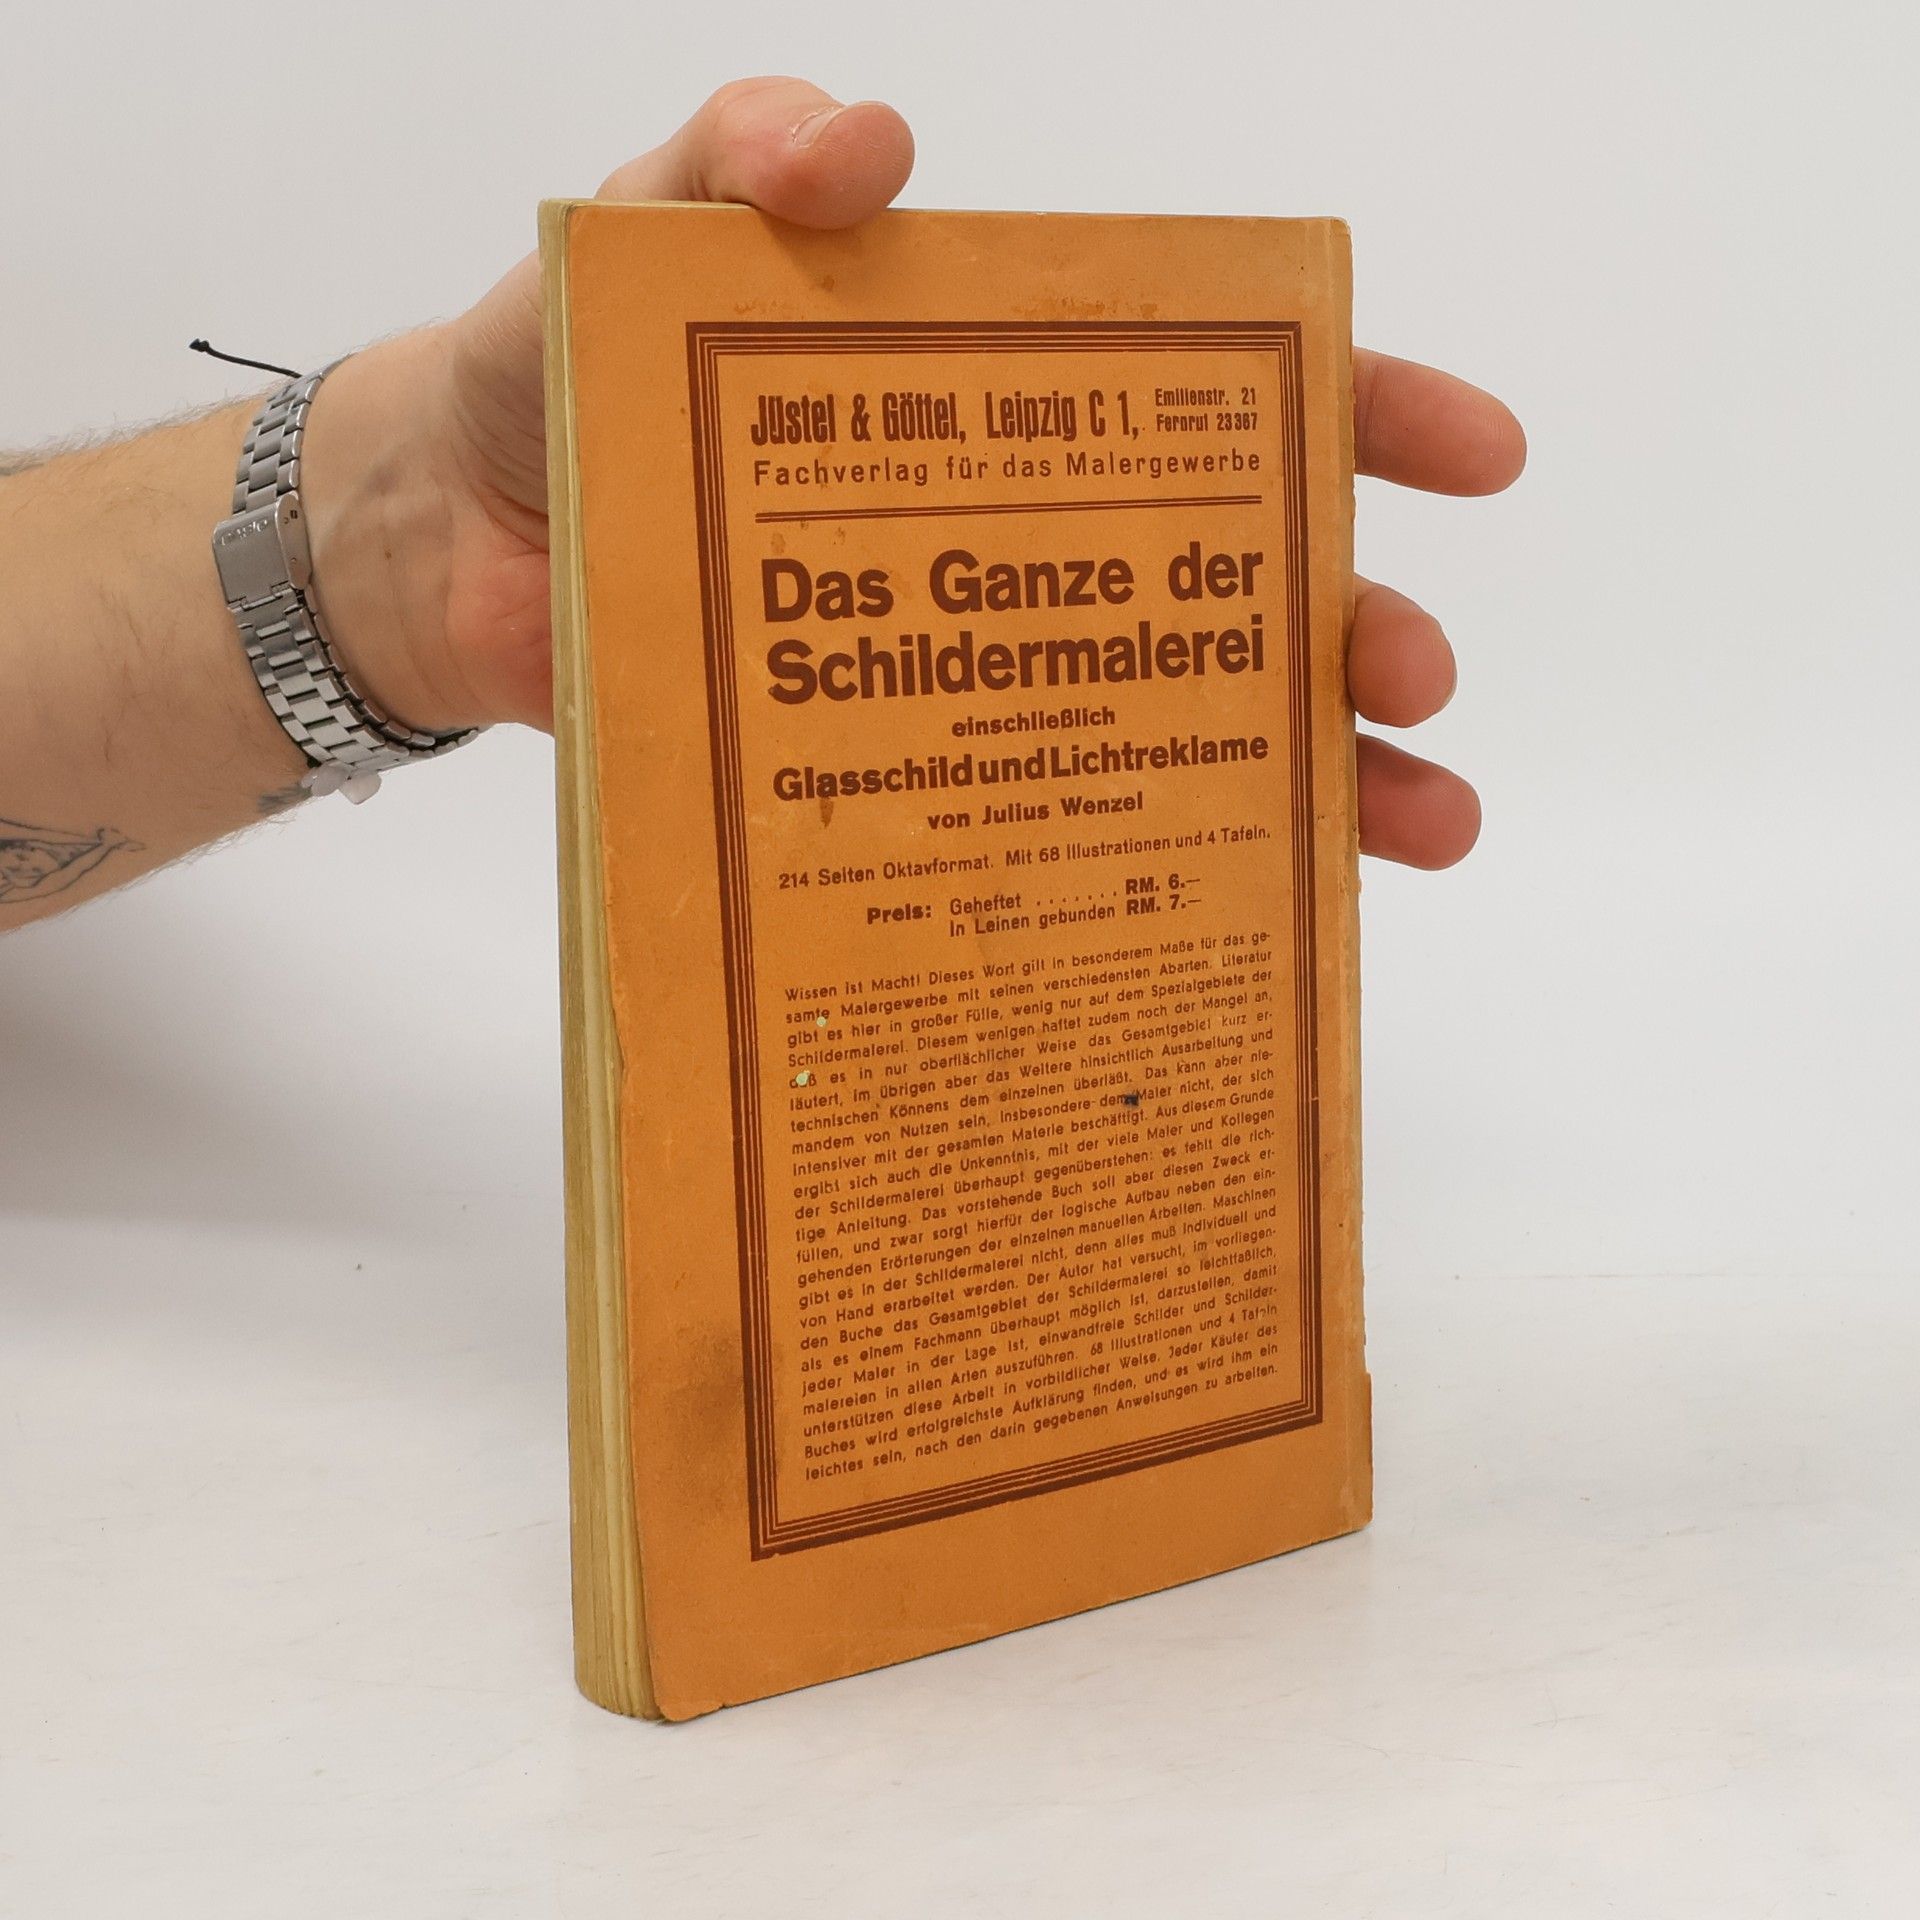 Jüstel & Göttel, Leipzig C 1, Emilienstr. 21
Fernruf 23367
Fachverlag für das Malergewerbe
Das Ganze der
Schildermalerei
einschließlich
Glasschild und Lichtreklame
von Julius Wenzel
214 Seiten Oktavformat. Mit 68 Illustrationen und 4 Tafeln.
Preis: Geheftet ....... RM. 6.—
In Leinen gebunden RM. 7.—
Wissen ist Macht! Dieses Wort gilt in besonderem Maße für das ge-
samte Malergewerbe mit seinen verschiedensten Abarten. Literatur
gibt es hier in großer Fülle, wenig nur auf dem Spezialgebiete der
Schildermalerei. Diesem wenigen haftet zudem noch der Mangel an,
daß es in nur oberflächlicher Weise das Gesamtgebiet kurz er-
läutert, im übrigen aber das Weitere hinsichtlich Ausarbeitung und
technischen Könnens dem einzelnen überläßt. Das kann aber nie-
mandem von Nutzen sein, insbesondere dem Maler nicht, der sich
intensiver mit der gesamten Materie beschäftigt. Aus diesem Grunde
ergibt sich auch die Unkenntnis, mit der viele Maler und Kollegen
der Schildermalerei überhaupt gegenüberstehen: es fehlt die rich-
tige Anleitung. Das vorstehende Buch soll aber diesen Zweck er-
füllen, und zwar sorgt hierfür der logische Aufbau neben den ein-
gehenden Erörterungen der einzelnen manuellen Arbeiten. Maschinen
gibt es in der Schildermalerei nicht, denn alles muß individuell und
von Hand erarbeitet werden. Der Autor hat versucht, im vorliegen-
den Buche das Gesamtgebiet der Schildermalerei so leichtfaßlich,
als es einem Fachmann überhaupt möglich ist, darzustellen, damit
jeder Maler in der Lage ist, einwandfreie Schilder und Schilder-
malereien in allen Arten auszuführen. 68 Illustrationen und 4 Tafeln
unterstützen diese Arbeit in vorbildlicher Weise. Jeder Käufer des
Buches wird erfolgreichste Aufklärung finden, und es wird ihm ein
leichtes sein, nach den darin gegebenen Anweisungen zu arbeiten.
CASIO